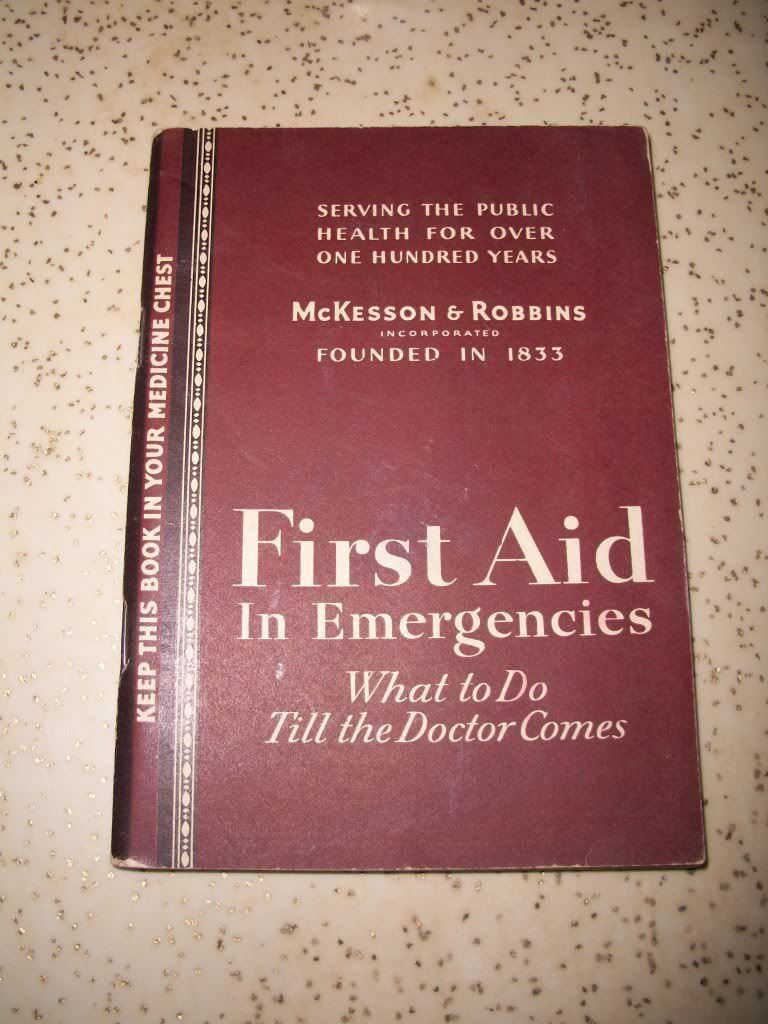 KEEP THIS BOOK IN YOUR MEDICINE CHEST
SERVING THE PUBLIC
HEALTH FOR OVER
ONE HUNDRED YEARS
McKESSON & ROBBINS
INCORPORATED
FOUNDED IN 1833
First Aid
In Emergencies
What to Do
Till the Doctor Comes